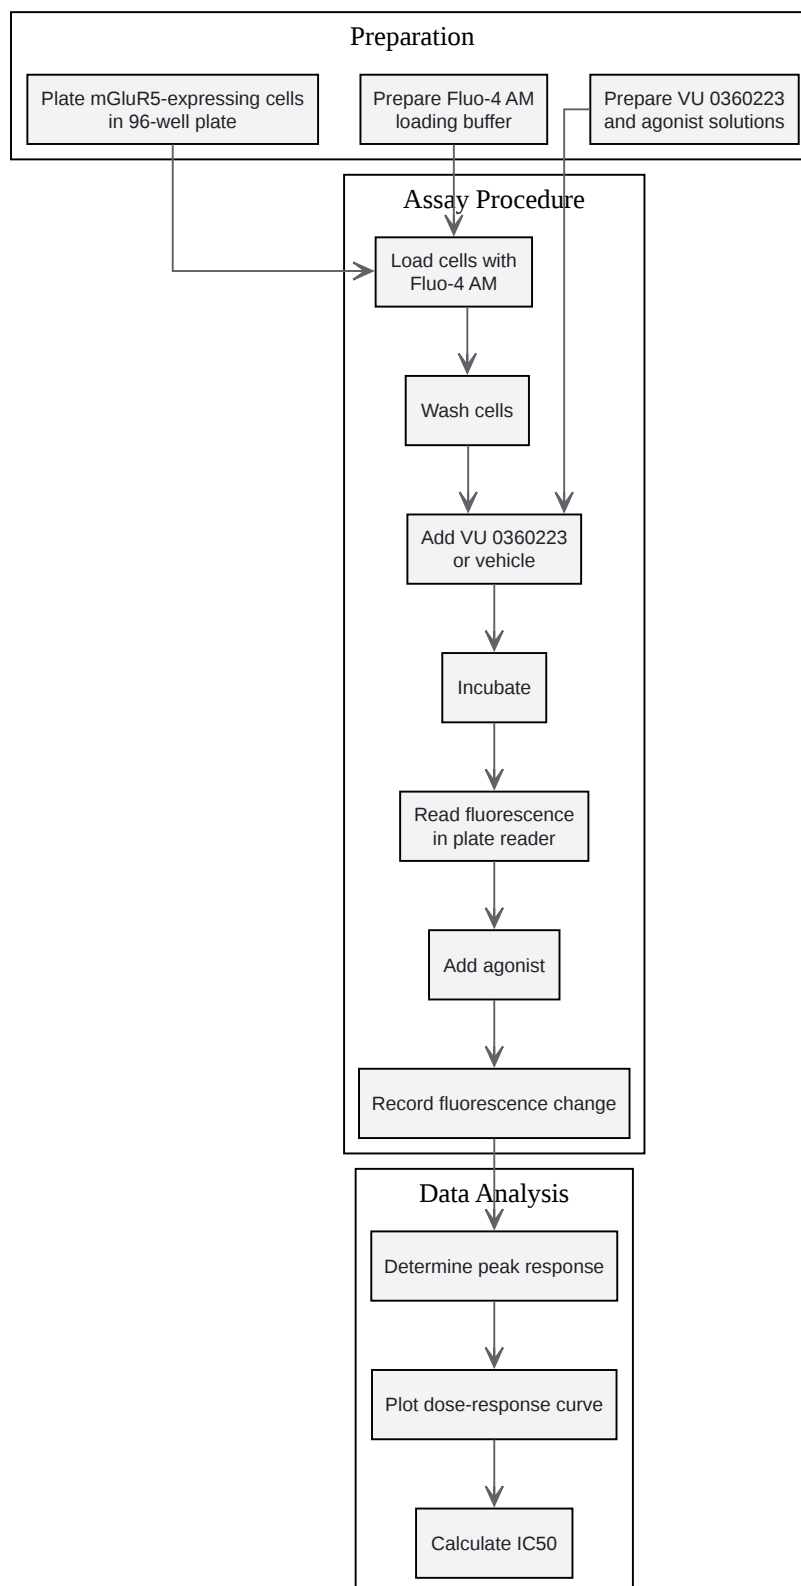 Preparation
Plate mGluR5-expressing cells
in 96-well plate
Prepare Fluo-4 AM
loading buffer
Prepare VU 0360223
and agonist solutions
Assay Procedure
Load cells with
Fluo-4 AM
Wash cells
Add VU 0360223
or vehicle
Incubate
Read fluorescence
in plate reader
Add agonist
Record fluorescence change
Data Analysis
Determine peak response
Plot dose-response curve
Calculate IC50